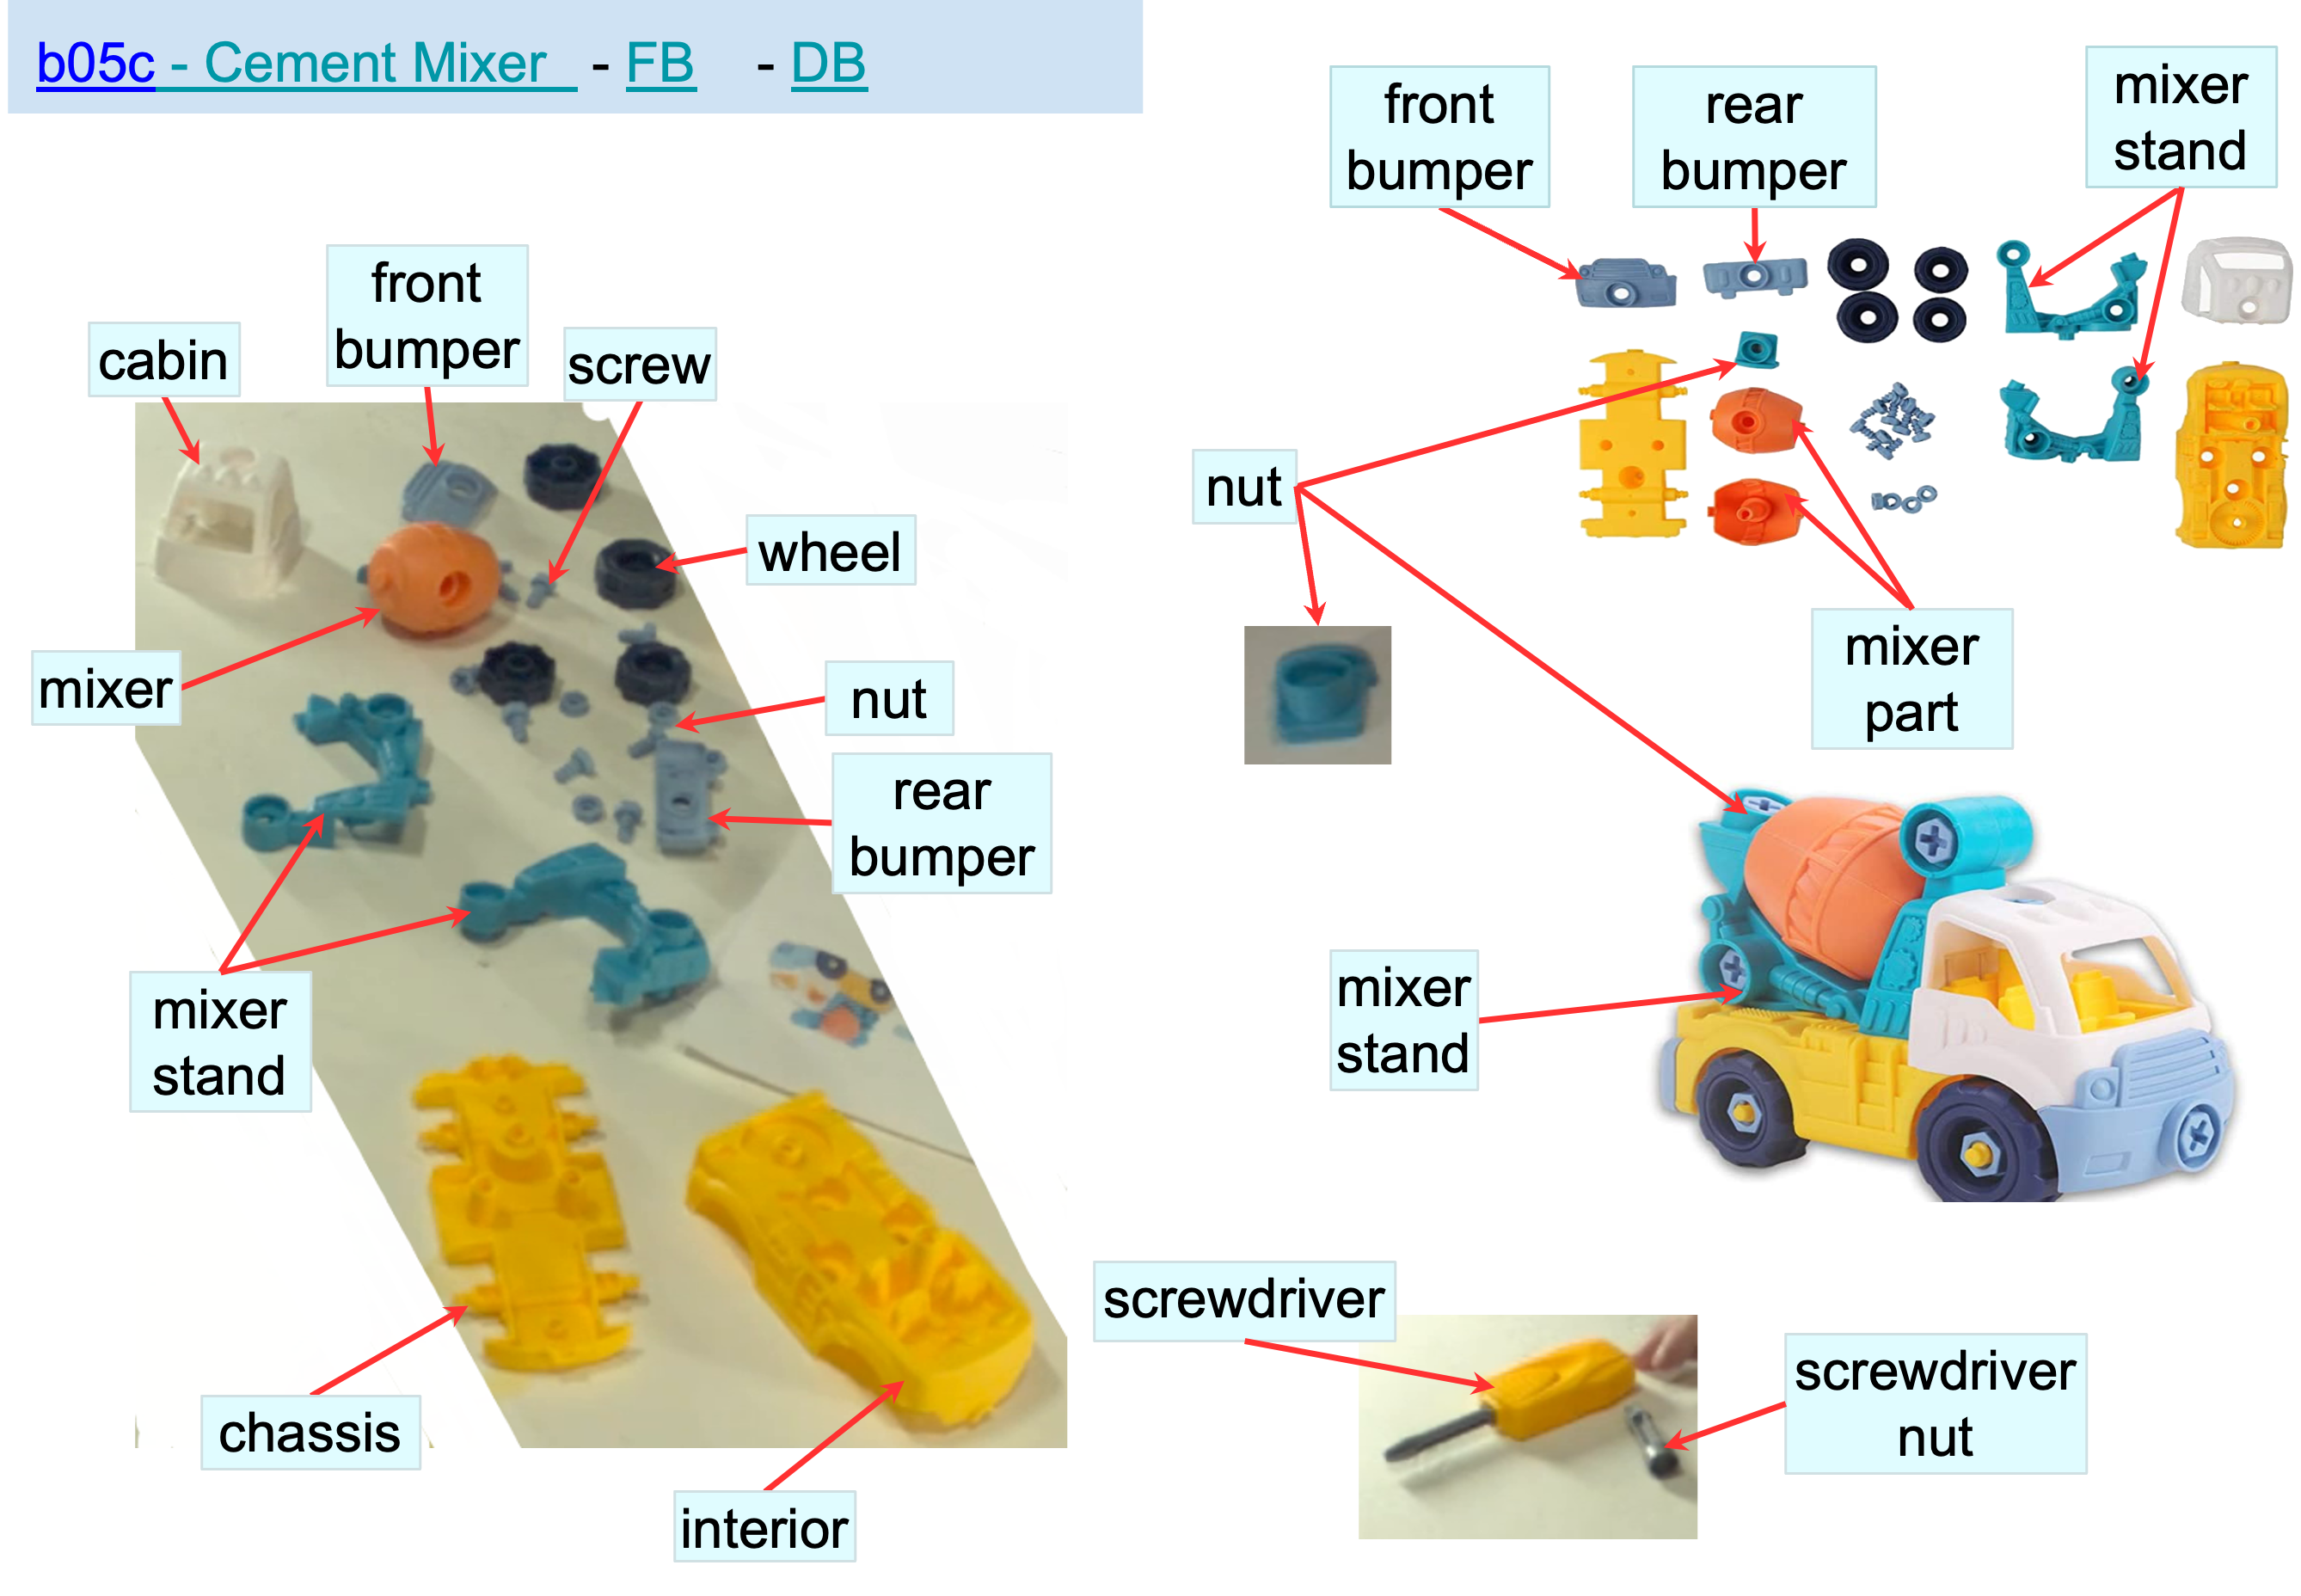 b05c - Cement Mixer - FB - DB
front
bumper
rear
bumper
mixer
stand
cabin
front
bumper
screw
wheel
mixer
nut
rear
bumper
mixer
stand
chassis
interior
nut
mixer
part
mixer
stand
screwdriver
screwdriver
nut